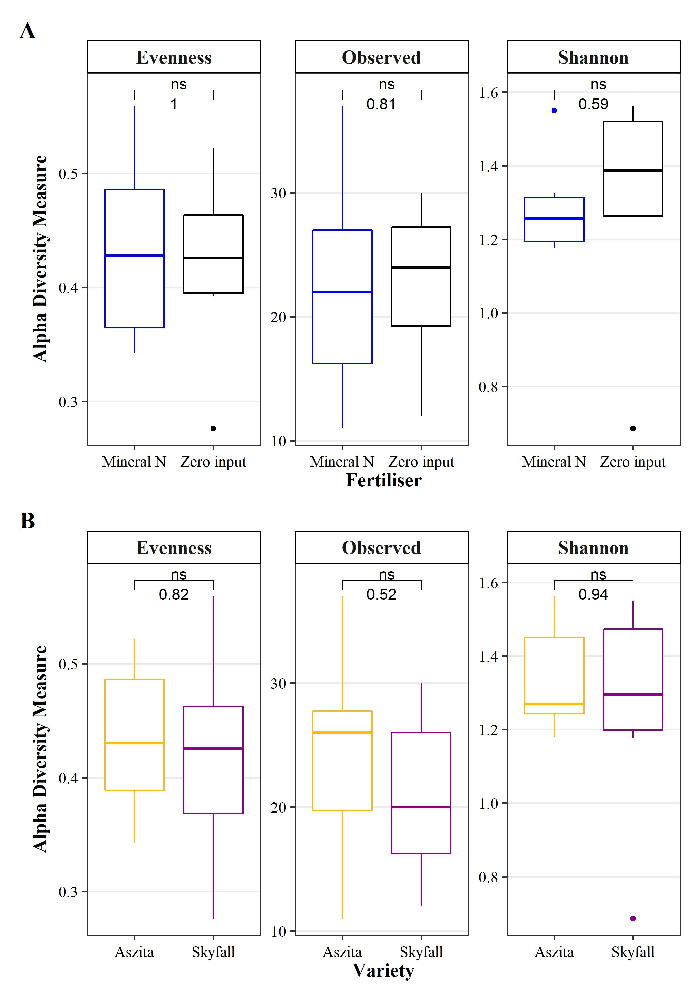 A
Evenness Observed Shannon
ns ns ns
1 0.81 0.59
Alpha Diversity Measure
0.5
0.4
0.3
30
20
10
1.6
1.4
1.2
1.0
0.8
Mineral N Zero input Mineral N Zero input Mineral N Zero input
Fertiliser
B
Evenness Observed Shannon
ns ns ns
0.82 0.52 0.94
Alpha Diversity Measure
0.5
0.4
0.3
30
20
10
1.6
1.4
1.2
1.0
0.8
Aszita Skyfall Aszita Skyfall Aszita Skyfall
Variety